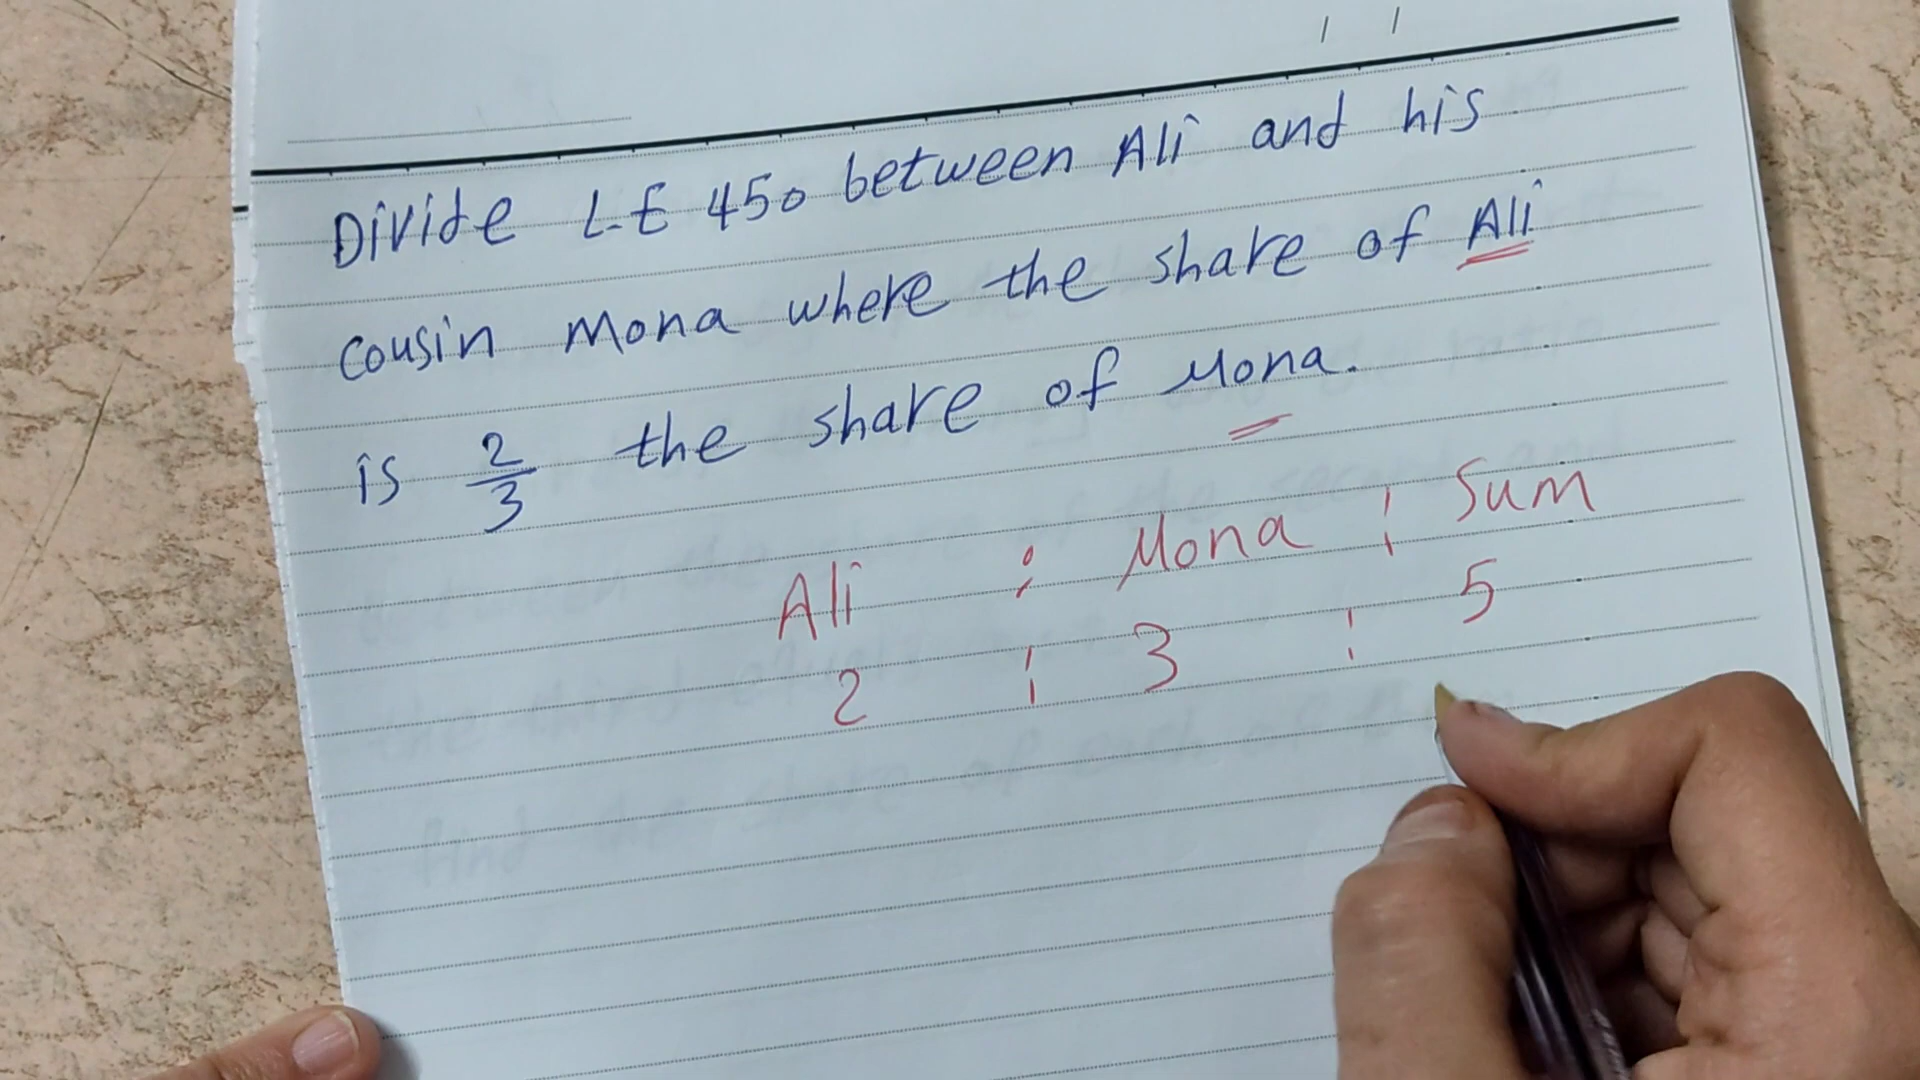 Divide L.E 450 between Ali and his
cousin Mona where the share of Ali
is 2/3 the share of Mona.
Ali : Mona : Sum
2 : 3 : 5